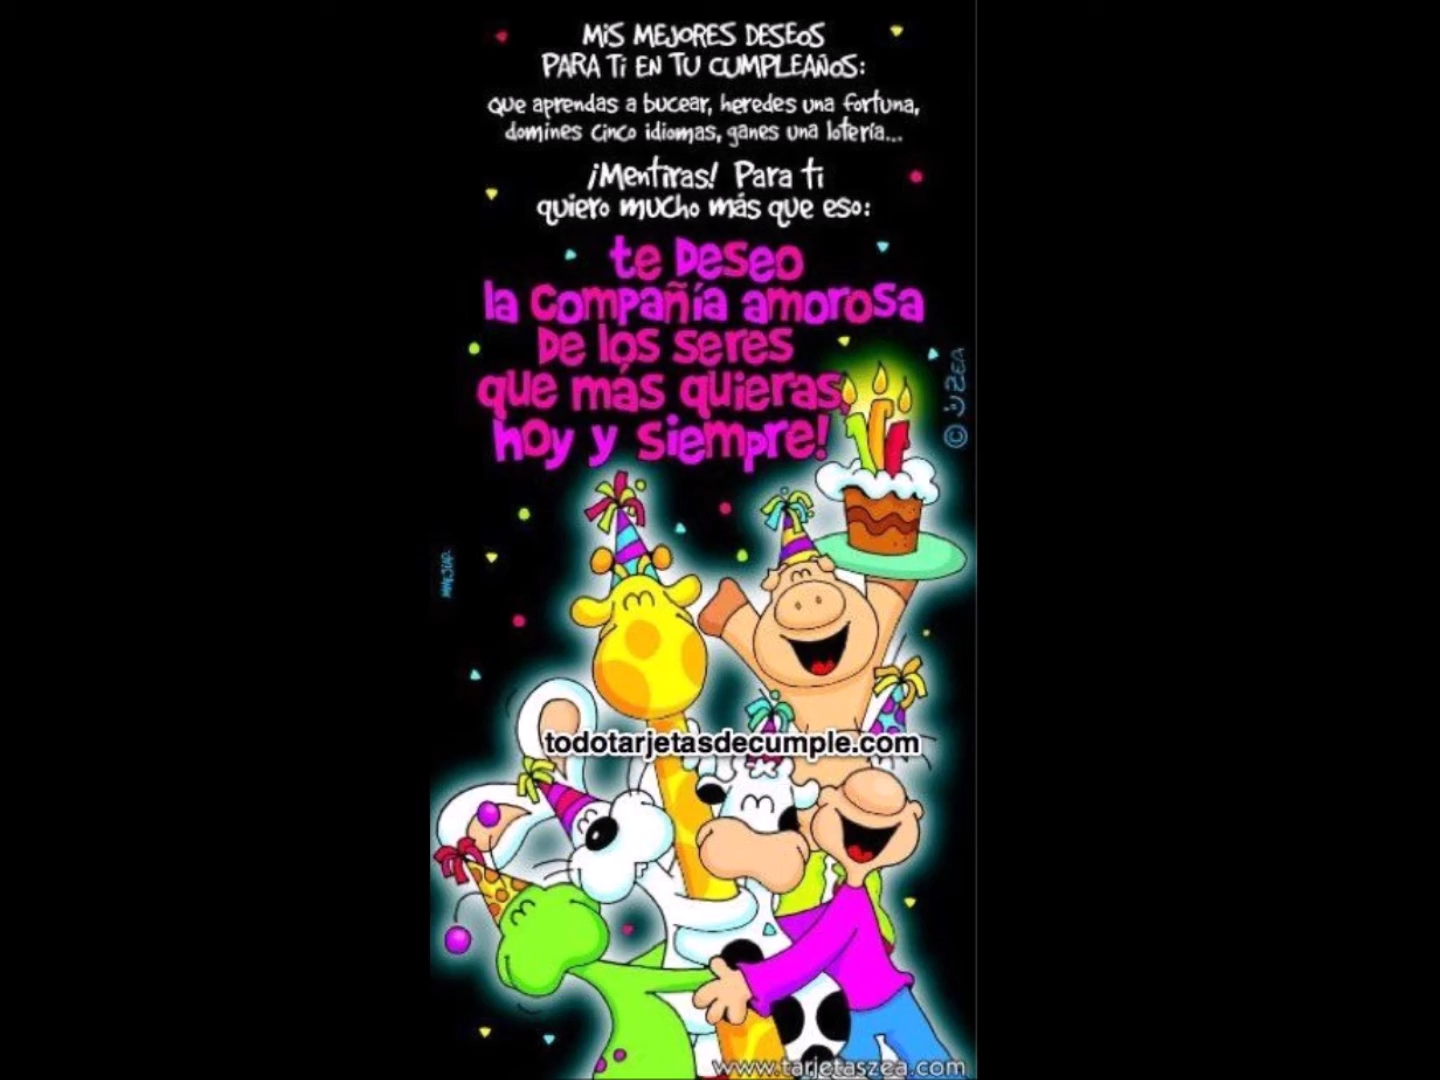 MIS MEJORES DESEOS
PARA TI EN TU CUMPLEAÑOS:
que aprendas a bucear, heredes una fortuna,
domines cinco idiomas, ganes una lotería...
¡Mentiras! Para ti
quiero mucho más que eso:
te deseo
la compañía amorosa
de los seres
que más quieras,
hoy y siempre!
© ZEA
todotarjetasdecumple.com
www.tarjetaszea.com